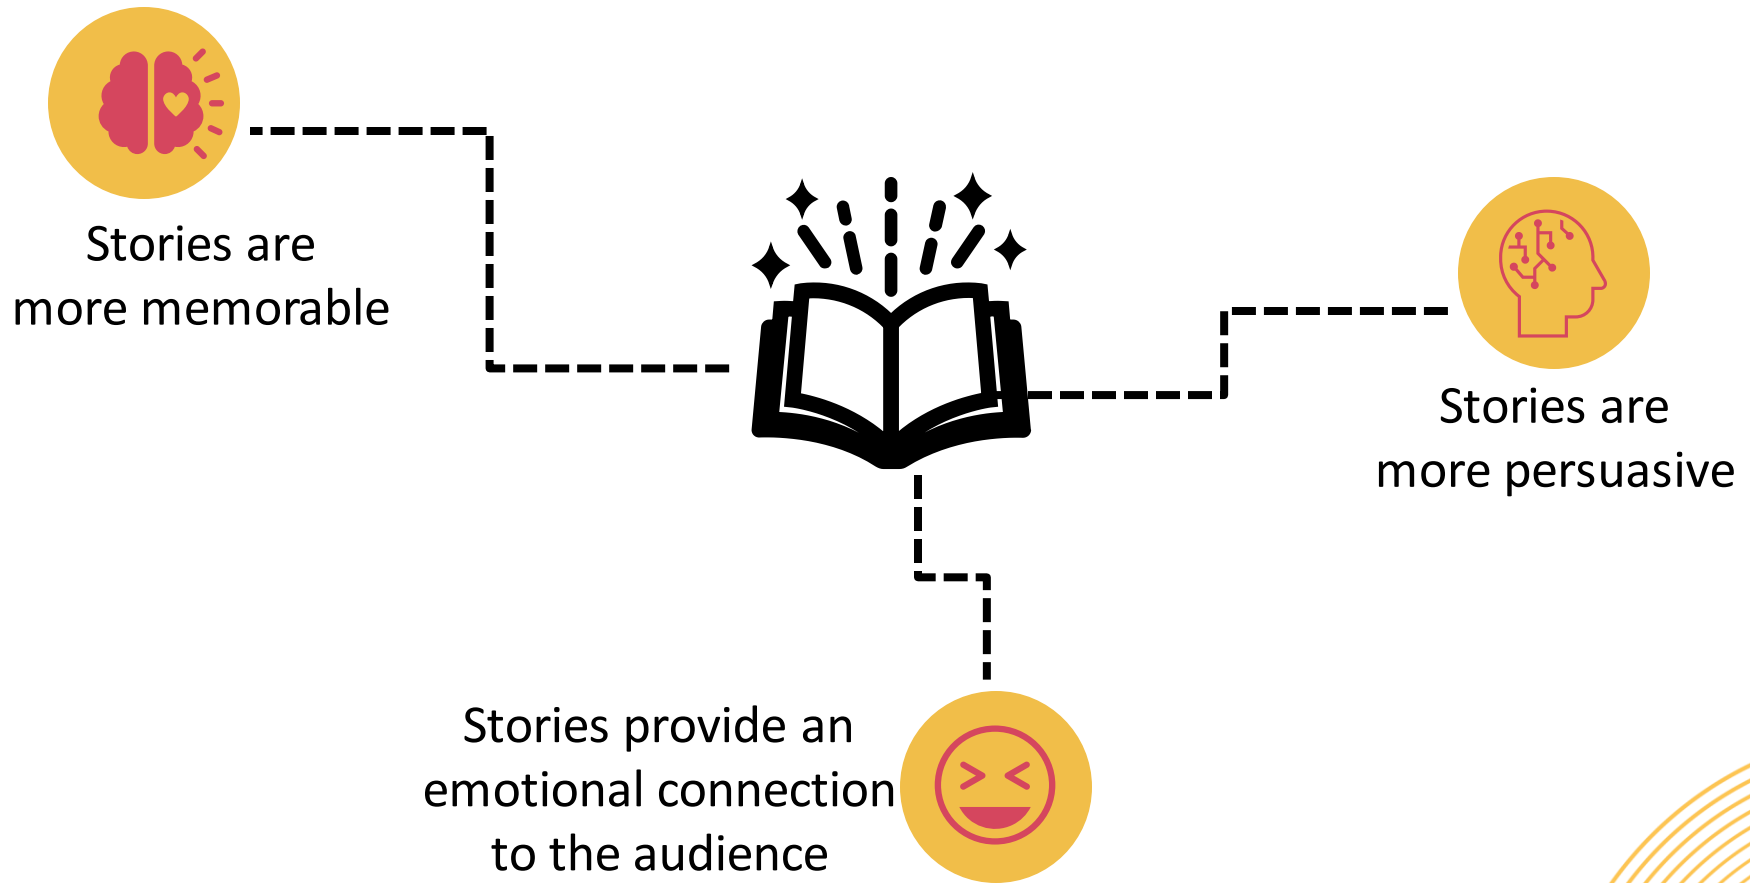 Stories are
more memorable
Stories are
more persuasive
Stories provide an
emotional connection
to the audience